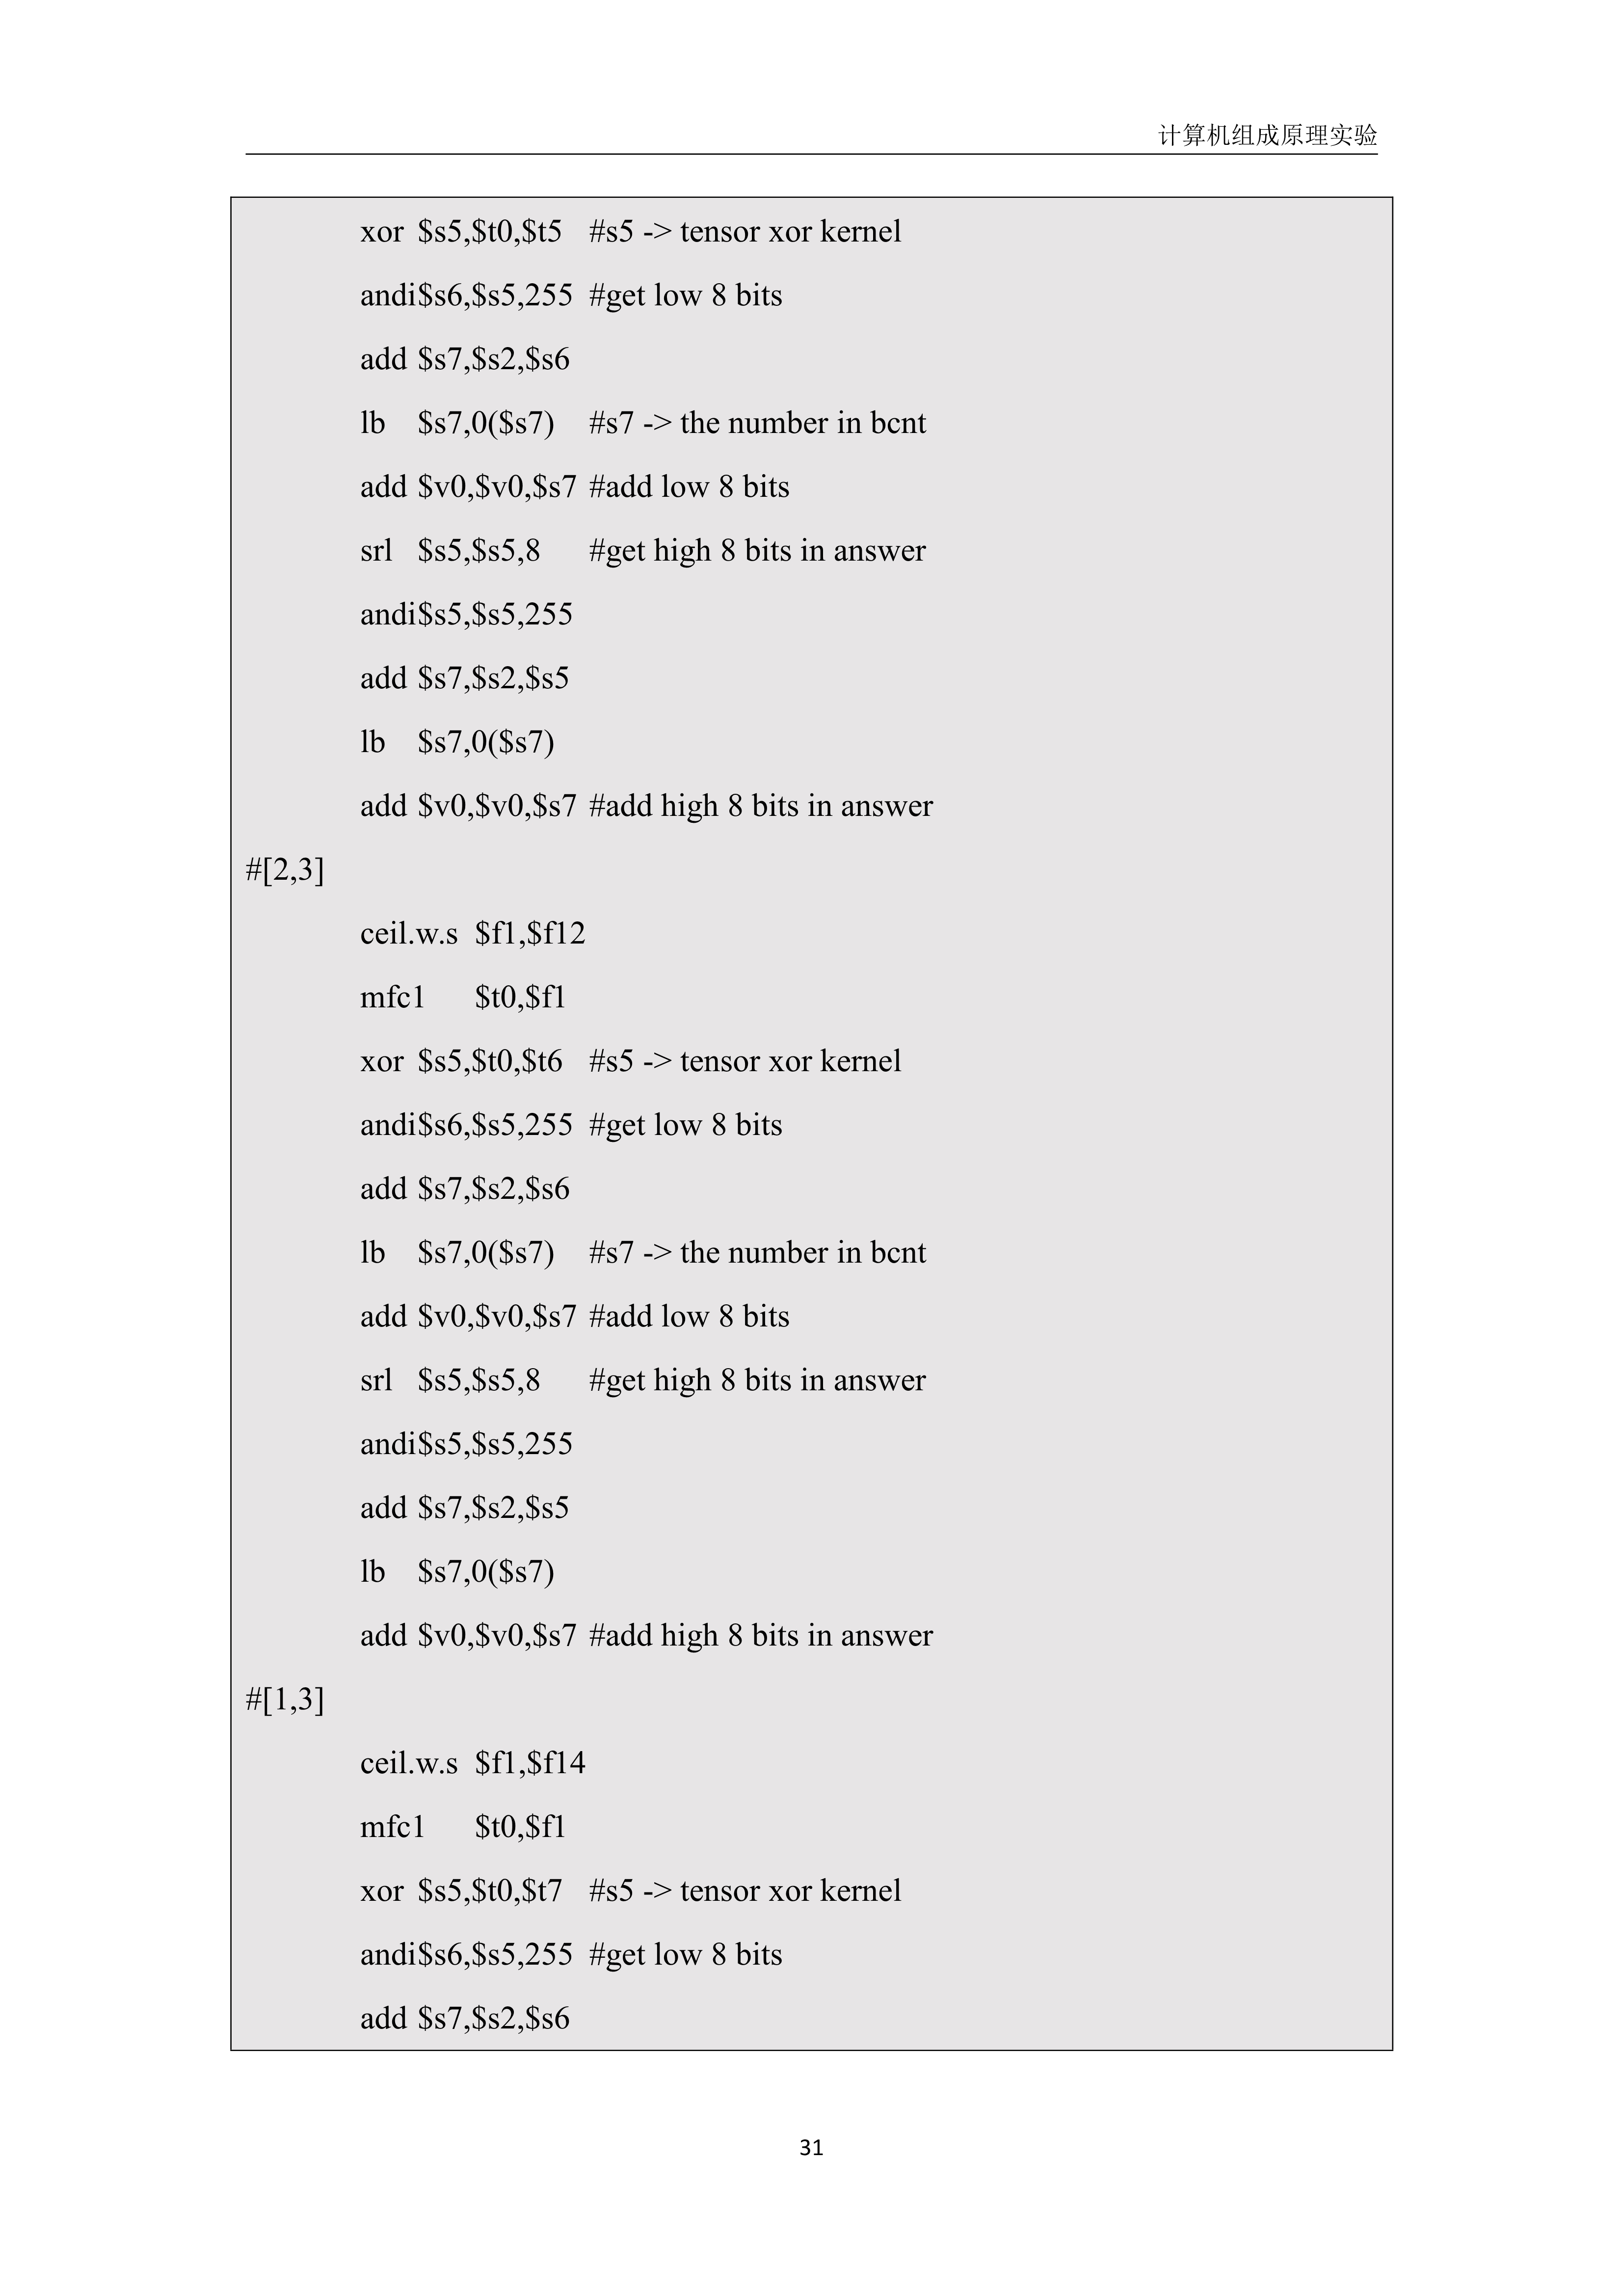 计算机组成原理实验
xor $s5,$t0,$t5 #s5 -> tensor xor kernel
andi$s6,$s5,255 #get low 8 bits
add $s7,$s2,$s6
lb $s7,0($s7) #s7 -> the number in bcnt
add $v0,$v0,$s7 #add low 8 bits
srl $s5,$s5,8 #get high 8 bits in answer
andi$s5,$s5,255
add $s7,$s2,$s5
lb $s7,0($s7)
add $v0,$v0,$s7 #add high 8 bits in answer
#[2,3]
ceil.w.s $f1,$f12
mfc1 $t0,$f1
xor $s5,$t0,$t6 #s5 -> tensor xor kernel
andi$s6,$s5,255 #get low 8 bits
add $s7,$s2,$s6
lb $s7,0($s7) #s7 -> the number in bcnt
add $v0,$v0,$s7 #add low 8 bits
srl $s5,$s5,8 #get high 8 bits in answer
andi$s5,$s5,255
add $s7,$s2,$s5
lb $s7,0($s7)
add $v0,$v0,$s7 #add high 8 bits in answer
#[1,3]
ceil.w.s $f1,$f14
mfc1 $t0,$f1
xor $s5,$t0,$t7 #s5 -> tensor xor kernel
andi$s6,$s5,255 #get low 8 bits
add $s7,$s2,$s6
31